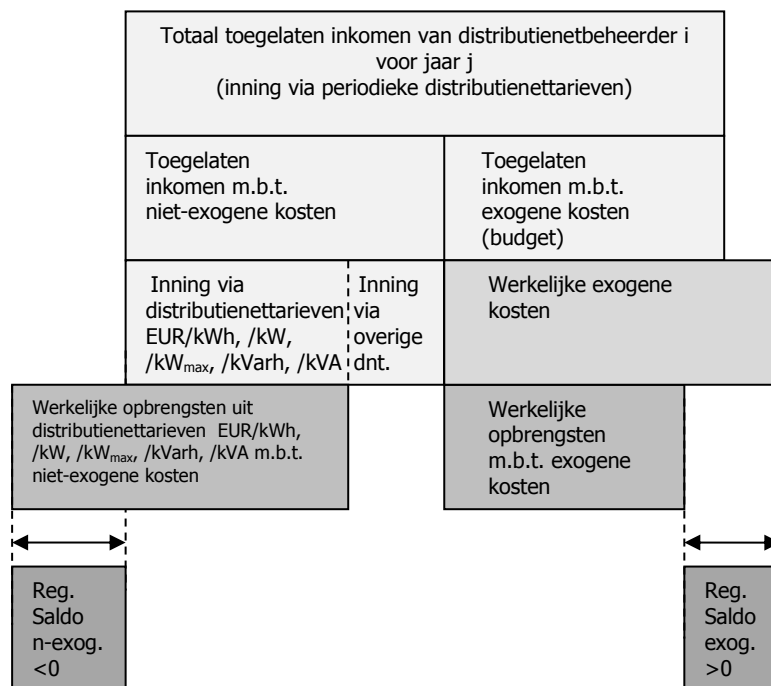 Totaal toegelaten inkomen van distributienetbeheerder i
voor jaar j
(inning via periodieke distributienettarieven)
Toegelaten
inkomen m.b.t.
niet-exogene kosten
Toegelaten
inkomen m.b.t.
exogene kosten
(budget)
Inning via
distributienettarieven
EUR/kWh, /kW,
/kWmax, /kVarh, /kVA
Inning
via
overige
dnt.
Werkelijke exogene
kosten
Werkelijke opbrengsten uit
distributienettarieven EUR/kWh,
/kW, /kWmax, /kVarh, /kVA m.b.t.
niet-exogene kosten
Werkelijke
opbrengsten
m.b.t. exogene
kosten
Reg.
Saldo
n-exog.
<0
Reg.
Saldo
exog.
>0